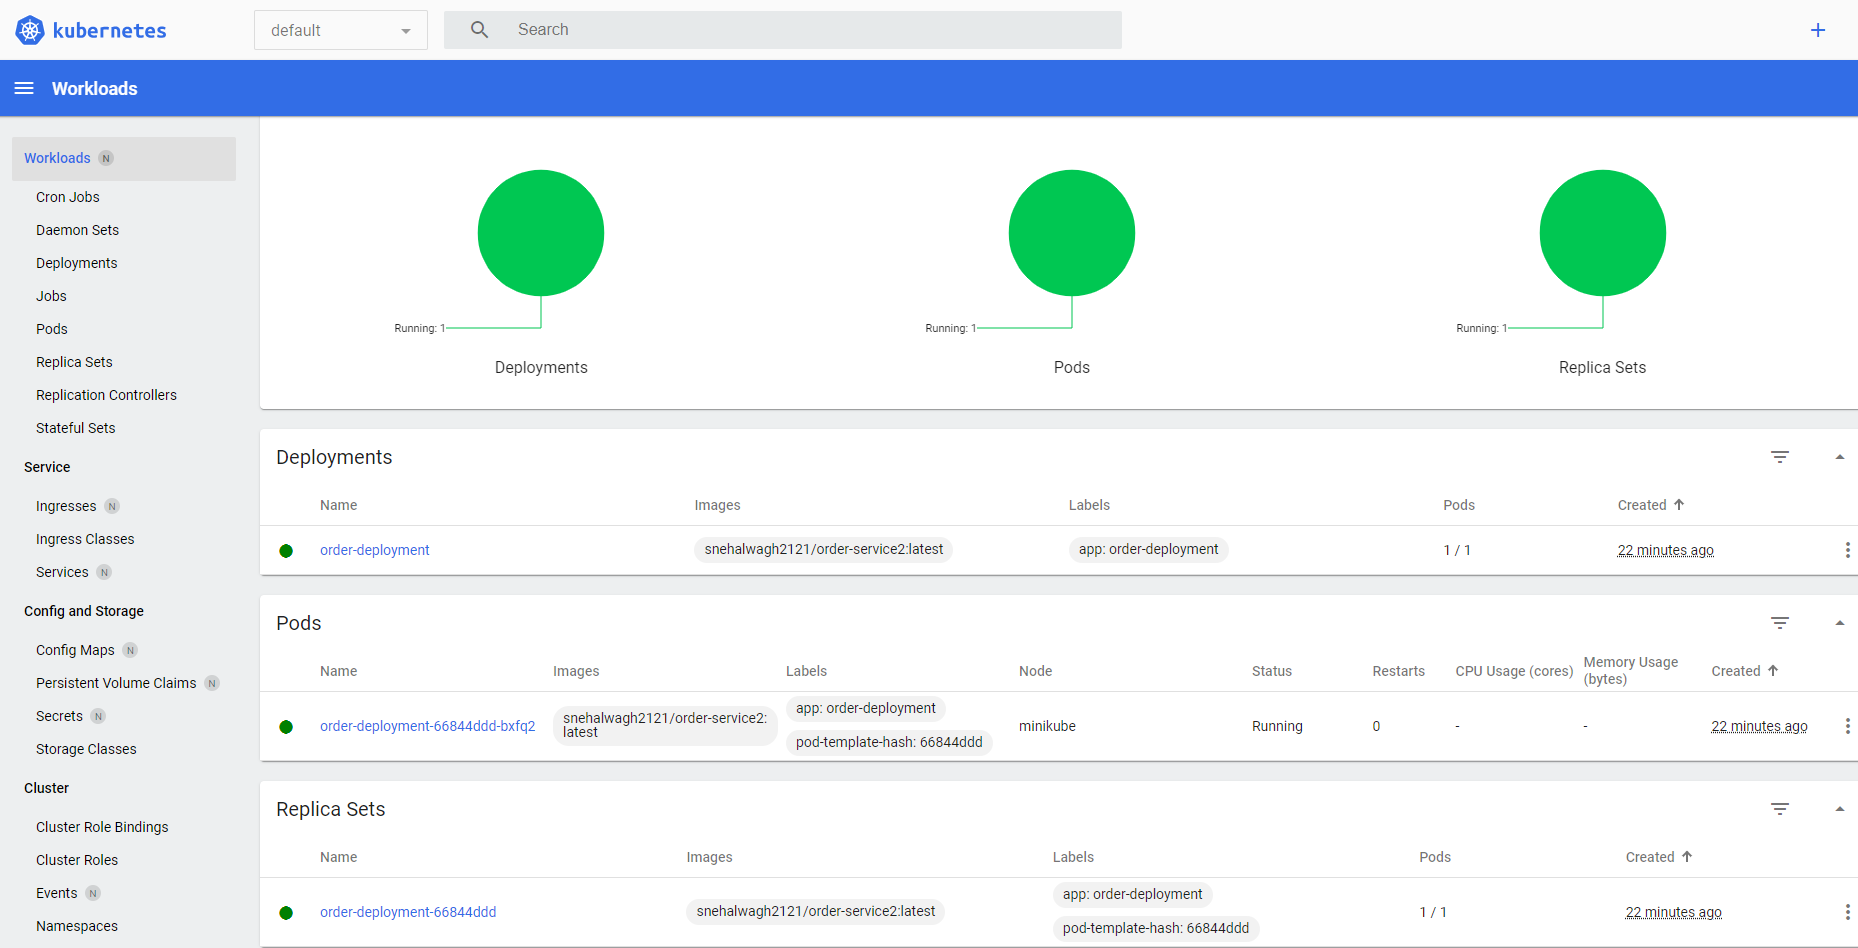 kubernetes
default
Search
+
Workloads
Workloads N
Cron Jobs
Daemon Sets
Deployments
Jobs
Pods
Replica Sets
Replication Controllers
Stateful Sets
Service
Ingresses N
Ingress Classes
Services N
Config and Storage
Config Maps N
Persistent Volume Claims N
Secrets N
Storage Classes
Cluster
Cluster Role Bindings
Cluster Roles
Events N
Namespaces
Running: 1
Deployments
Running: 1
Pods
Running: 1
Replica Sets
Deployments
Name Images Labels Pods Created
order-deployment snehalwagh2121/order-service2:latest app: order-deployment 1 / 1 22 minutes ago
Pods
Name Images Labels Node Status Restarts CPU Usage (cores) Memory Usage (bytes) Created
order-deployment-66844ddd-bxfq2
snehalwagh2121/order-service2:
latest
app: order-deployment
pod-template-hash: 66844ddd
minikube Running 0 - - 22 minutes ago
Replica Sets
Name Images Labels Pods Created
order-deployment-66844ddd snehalwagh2121/order-service2:latest
app: order-deployment
pod-template-hash: 66844ddd
1 / 1 22 minutes ago